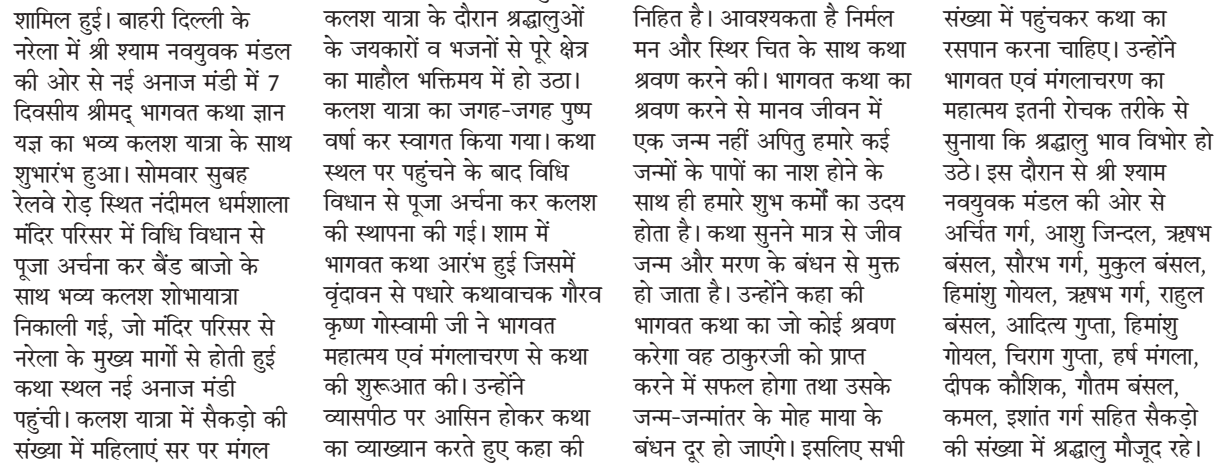 शामिल हुई। बाहरी दिल्ली के
नरेला में श्री श्याम नवयुवक मंडल
की ओर से नई अनाज मंडी में 7
दिवसीय श्रीमद् भागवत कथा ज्ञान
यज्ञ का भव्य कलश यात्रा के साथ
शुभारंभ हुआ। सोमवार सुबह
रेलवे रोड़ स्थित नंदीमल धर्मशाला
मंदिर परिसर में विधि विधान से
पूजा अर्चना कर बैंड बाजो के
साथ भव्य कलश शोभायात्रा
निकाली गई, जो मंदिर परिसर से
नरेला के मुख्य मार्गो से होती हुई
कथा स्थल नई अनाज मंडी
पहुंची। कलश यात्रा में सैकड़ो की
संख्या में महिलाएं सर पर मंगल
कलश यात्रा के दौरान श्रद्धालुओं
के जयकारों व भजनों से पूरे क्षेत्र
का माहौल भक्तिमय में हो उठा।
कलश यात्रा का जगह-जगह पुष्प
वर्षा कर स्वागत किया गया। कथा
स्थल पर पहुंचने के बाद विधि
विधान से पूजा अर्चना कर कलश
की स्थापना की गई। शाम में
भागवत कथा आरंभ हुई जिसमें
वृंदावन से पधारे कथावाचक गौरव
कृष्ण गोस्वामी जी ने भागवत
महात्मय एवं मंगलाचरण से कथा
की शुरूआत की। उन्होंने
व्यासपीठ पर आसिन होकर कथा
का व्याख्यान करते हुए कहा की
निहित है। आवश्यकता है निर्मल
मन और स्थिर चित के साथ कथा
श्रवण करने की। भागवत कथा का
श्रवण करने से मानव जीवन में
एक जन्म नहीं अपितु हमारे कई
जन्मों के पापों का नाश होने के
साथ ही हमारे शुभ कर्मों का उदय
होता है। कथा सुनने मात्र से जीव
जन्म और मरण के बंधन से मुक्त
हो जाता है। उन्होंने कहा की
भागवत कथा का जो कोई श्रवण
करेगा वह ठाकुरजी को प्राप्त
करने में सफल होगा तथा उसके
जन्म-जन्मांतर के मोह माया के
बंधन दूर हो जाएंगे। इसलिए सभी
संख्या में पहुंचकर कथा का
रसपान करना चाहिए। उन्होंने
भागवत एवं मंगलाचरण का
महात्मय इतनी रोचक तरीके से
सुनाया कि श्रद्धालु भाव विभोर हो
उठे। इस दौरान से श्री श्याम
नवयुवक मंडल की ओर से
अर्चित गर्ग, आशु जिन्दल, ऋषभ
बंसल, सौरभ गर्ग, मुकुल बंसल,
हिमांशु गोयल, ऋषभ गर्ग, राहुल
बंसल, आदित्य गुप्ता, हिमांशु
गोयल, चिराग गुप्ता, हर्ष मंगला,
दीपक कौशिक, गौतम बंसल,
कमल, इशांत गर्ग सहित सैकड़ो
की संख्या में श्रद्धालु मौजूद रहे।